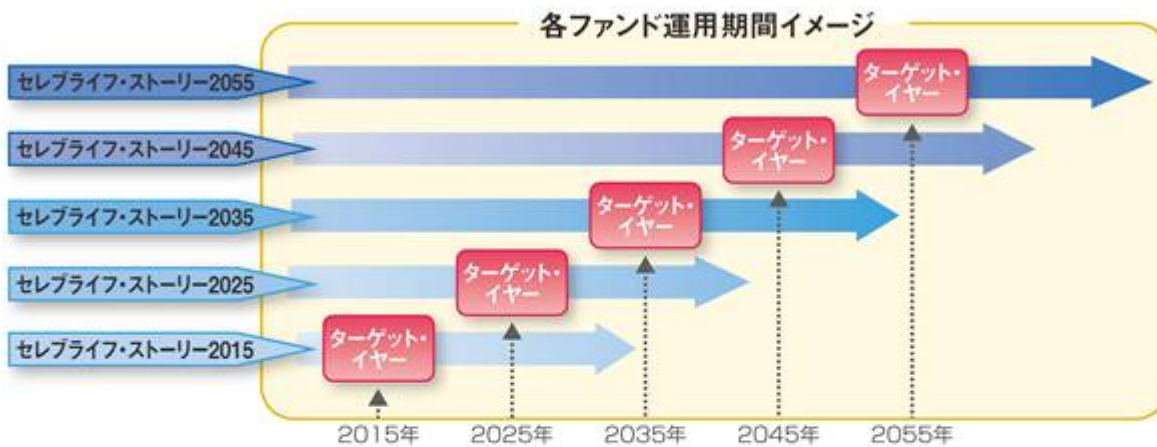 各ファンド運用期間イメージ
セレブライフ・ストーリー2055
ターゲット・
イヤー
セレブライフ・ストーリー2045
ターゲット・
イヤー
セレブライフ・ストーリー2035
ターゲット・
イヤー
セレブライフ・ストーリー2025
ターゲット・
イヤー
セレブライフ・ストーリー2015
ターゲット・
イヤー
2015年 2025年 2035年 2045年 2055年